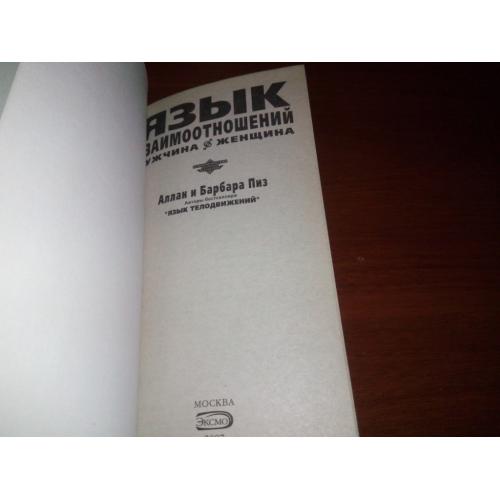 ЯЗЫК
ЗАИМООТНОШЕНИЙ
УЖЧИНА & ЖЕНЩИНА
Аллан и Барбара Пиз
Авторы бестселлера
"ЯЗЫК ТЕЛОДВИЖЕНИЙ"
МОСКВА
ЭКСМО